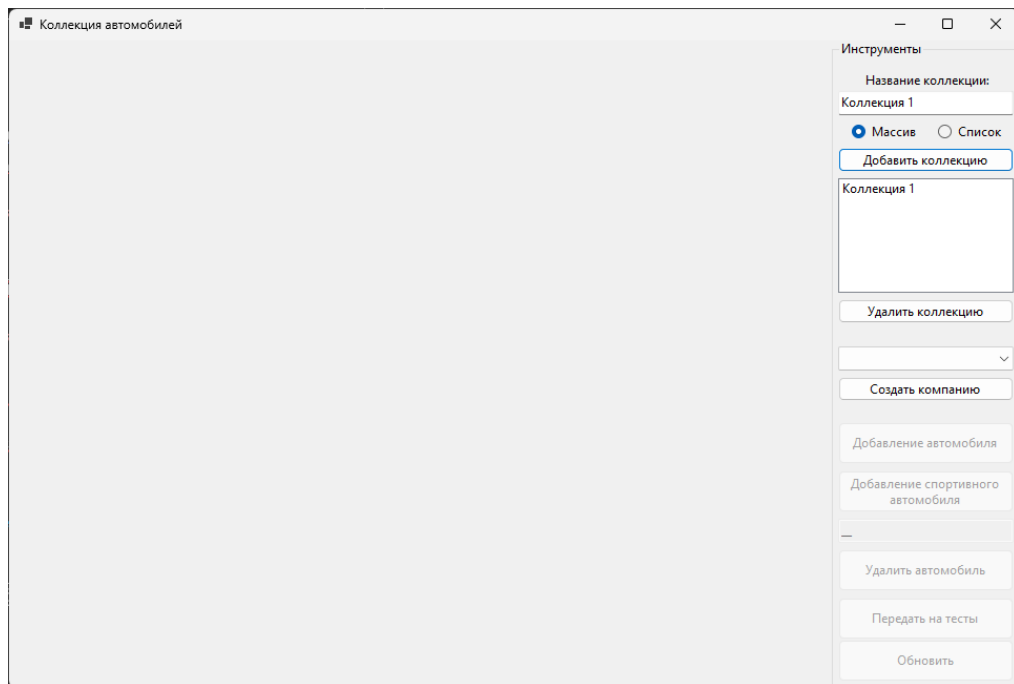 Коллекция автомобилей
Инструменты
Название коллекции:
Коллекция 1
Массив Список
Добавить коллекцию
Коллекция 1
Удалить коллекцию
Создать компанию
Добавление автомобиля
Добавление спортивного
автомобиля
__
Удалить автомобиль
Передать на тесты
Обновить